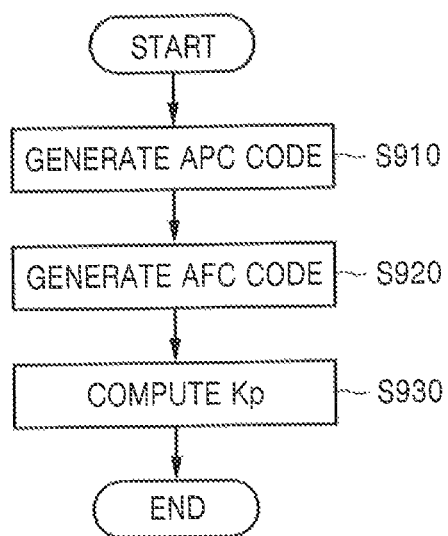 START
GENERATE APC CODE S910
GENERATE AFC CODE S920
COMPUTE Kp S930
END